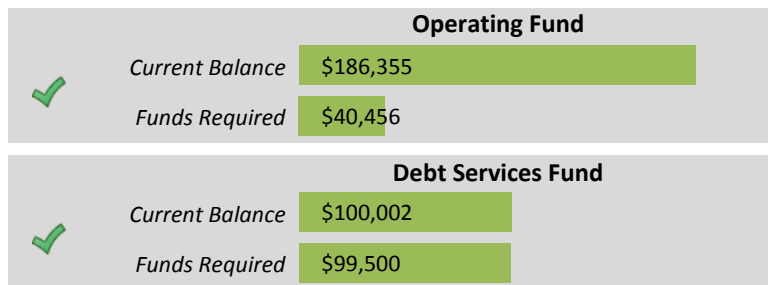 Operating Fund
Current Balance $186,355
Funds Required $40,456
Debt Services Fund
Current Balance $100,002
Funds Required $99,500